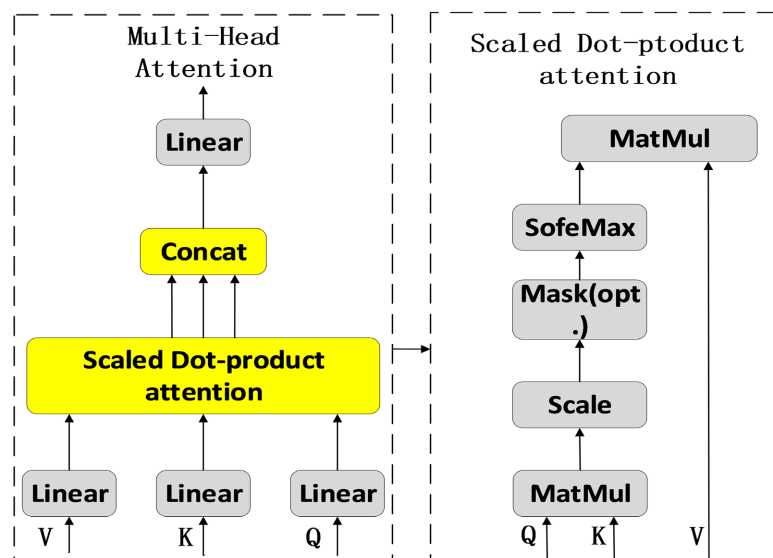 Multi-Head
Attention
Linear
Concat
Scaled Dot-product
attention
Linear
Linear
Linear
V
K
Q
Scaled Dot-ptoduct
attention
MatMul
SofeMax
Mask(opt
.)
Scale
MatMul
Q
K
V